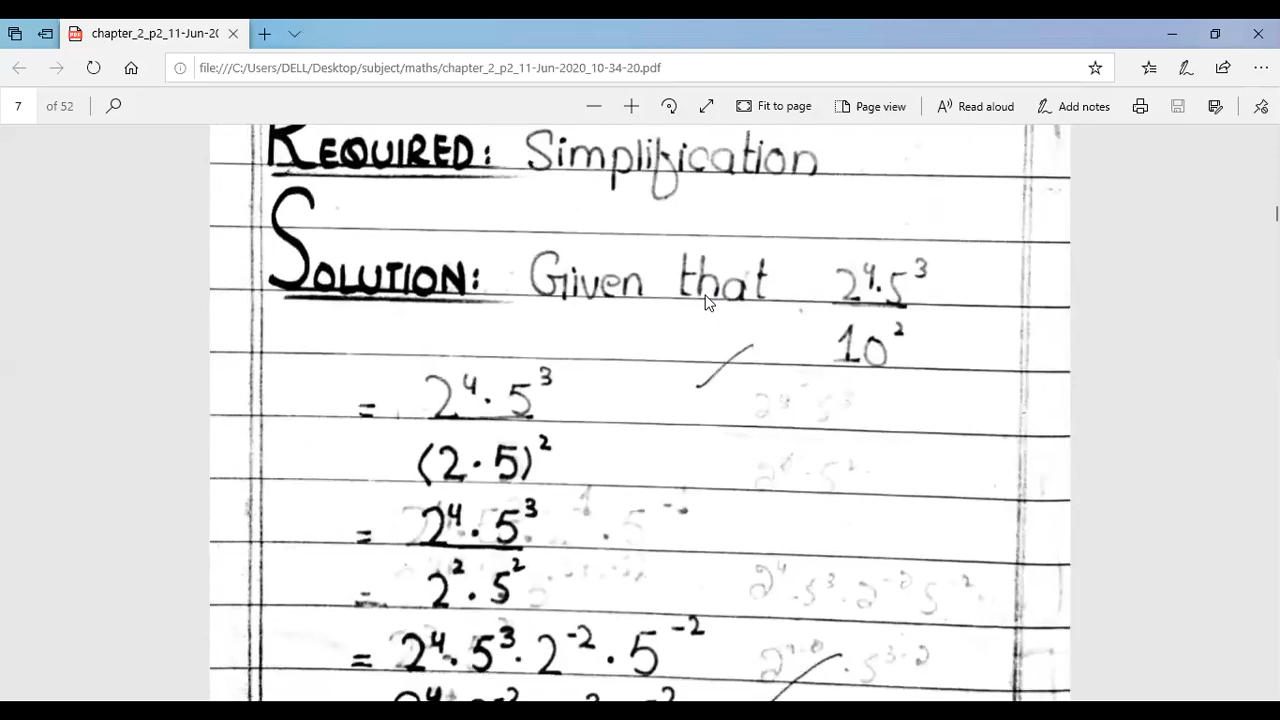 chapter_2_p2_11-Jun-20
file:///C:/Users/DELL/Desktop/subject/maths/chapter_2_p2_11-Jun-2020_10-34-20.pdf
7 of 52 Fit to page Page view Read aloud Add notes
REQUIRED: Simplification
SOLUTION: Given that 2⁴·5³
10²
= 2⁴·5³
(2·5)²
= 2⁴·5³
= 2²·5²
= 2⁴·5³·2⁻²·5⁻²